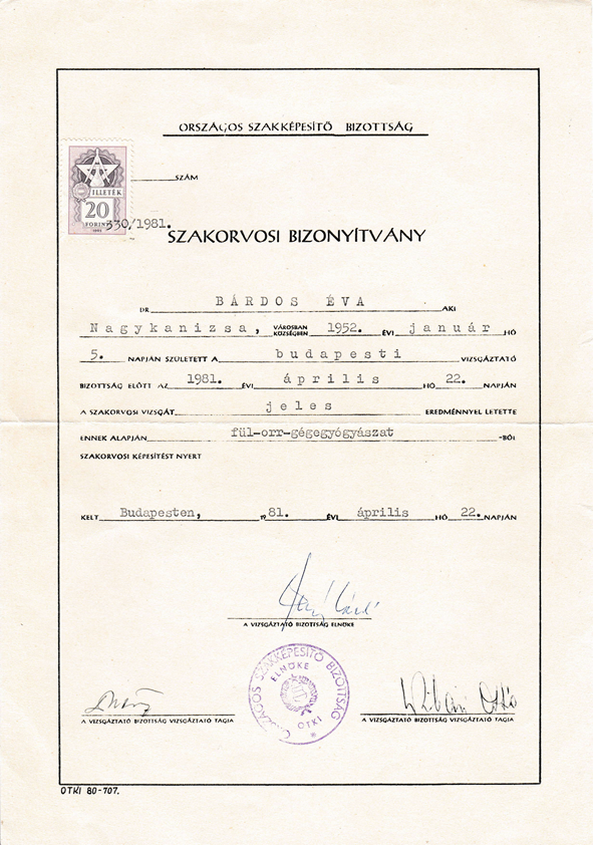 ORSZÁGOS SZAKKÉPESÍTŐ BIZOTTSÁG
SZÁM
ILLETÉK
20
FORINT
330/1981.
SZAKORVOSI BIZONYÍTVÁNY
DR BÁRDOS ÉVA AKI
Nagykanizsa, VÁROSBAN KÖZSÉGBEN 1952. ÉVI január HÓ
5. NAPJÁN SZÜLETETT A budapesti VIZSGÁZTATÓ
BIZOTTSÁG ELŐTT AZ 1981. ÉVI április HÓ 22. NAPJÁN
A SZAKORVOSI VIZSGÁT jeles EREDMÉNNYEL LETETTE
ENNEK ALAPJÁN fül-orr-gégegyógyászat -BÓL
SZAKORVOSI KÉPESÍTÉST NYERT
KELT Budapesten, 1981. ÉVI április HÓ 22. NAPJÁN
A VIZSGÁZTATÓ BIZOTTSÁG ELNÖKE
ORSZÁGOS SZAKKÉPESÍTŐ BIZOTTSÁG
ELNÖKE
OTKI
Ribári Ottó
A VIZSGÁZTATÓ BIZOTTSÁG VIZSGÁZTATÓ TAGJA
A VIZSGÁZTATÓ BIZOTTSÁG VIZSGÁZTATÓ TAGJA
OTKI 80-707.